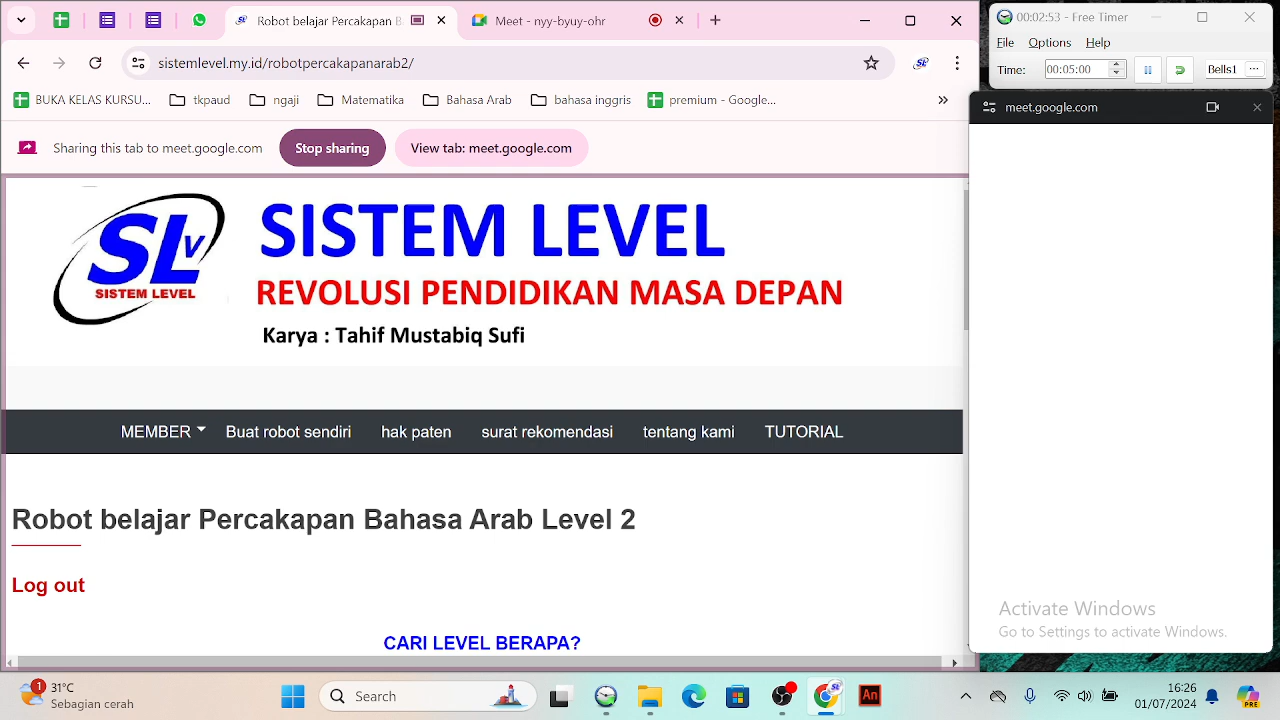 Robot belajar percakapan B
Meet - nyy-byuy-ohr
00:02:53 - Free Timer
File Options Help
Time: 00:05:00 Bells1 ...
sistemlevel.my.id/robotpercakapanarab2/
BUKA KELAS KURSU... tkpaud ngaji Matematika Bahasa Arab bahasa inggris premium - Google...
Sharing this tab to meet.google.com Stop sharing View tab: meet.google.com
meet.google.com
SLV
SISTEM LEVEL
SISTEM LEVEL
REVOLUSI PENDIDIKAN MASA DEPAN
Karya : Tahif Mustabiq Sufi
MEMBER Buat robot sendiri hak paten surat rekomendasi tentang kami TUTORIAL
Robot belajar Percakapan Bahasa Arab Level 2
Log out
CARI LEVEL BERAPA?
Activate Windows
Go to Settings to activate Windows.
1
31°C
Sebagian cerah
Search
An
16:26
01/07/2024
PRE